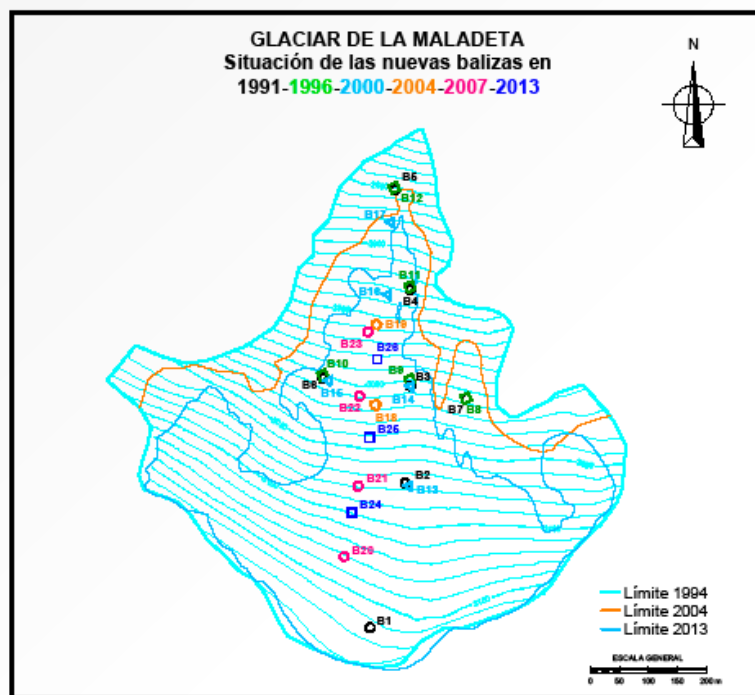 GLACIAR DE LA MALADETA
Situación de las nuevas balizas en
1991-1996-2000-2004-2007-2013
N
B5
B12
B17
B11
B4
B19
B23
B26
B10
B9
B3
B6
B15
B14
B22
B18
B7 B8
B25
B21
B2
B13
B24
B20
B1
Límite 1994
Límite 2004
Límite 2013
ESCALA GENERAL
0 50 100 150 200 m